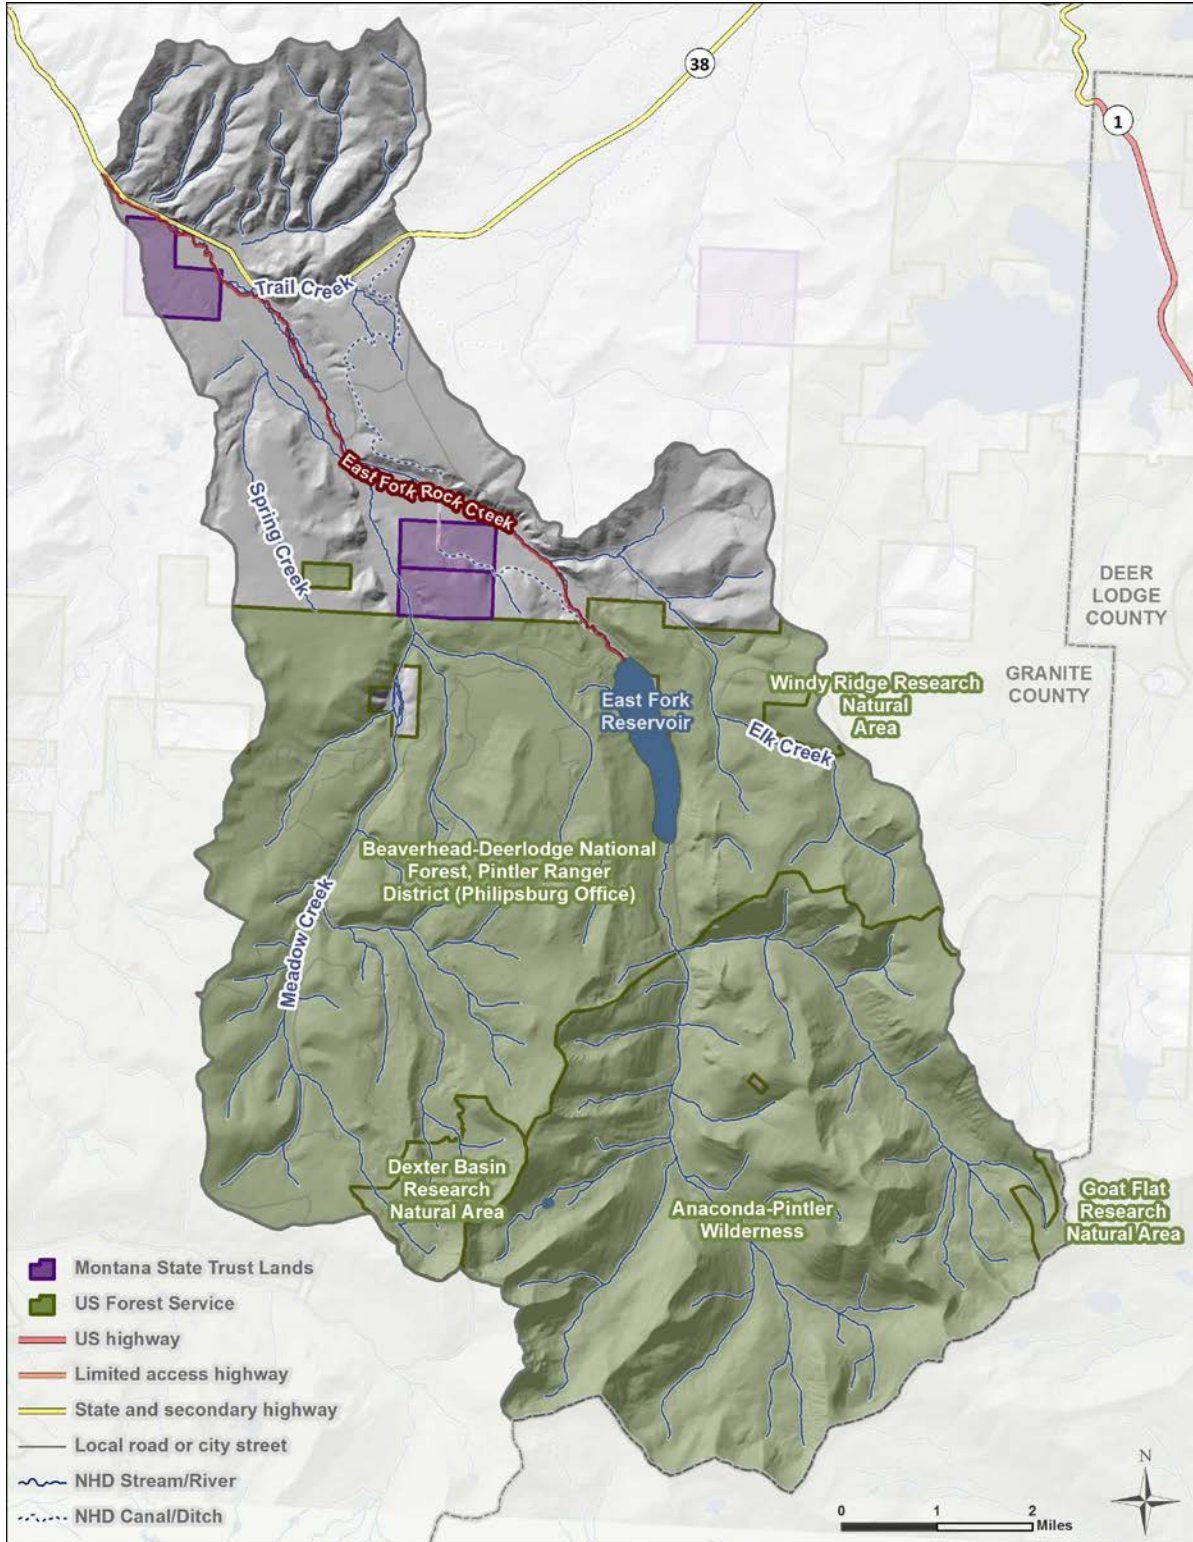 38
1
Trail Creek
East Fork Rock Creek
Spring Creek
DEER
LODGE
COUNTY
GRANITE
COUNTY
Windy Ridge Research
Natural
Area
East Fork
Reservoir
Elk Creek
Beaverhead-Deerlodge National
Forest, Pintler Ranger
District (Philipsburg Office)
Meadow Creek
Dexter Basin
Research
Natural Area
Anaconda-Pintler
Wilderness
Goat Flat
Research
Natural Area
Montana State Trust Lands
US Forest Service
US highway
Limited access highway
State and secondary highway
Local road or city street
NHD Stream/River
NHD Canal/Ditch
N
0 1 2
Miles